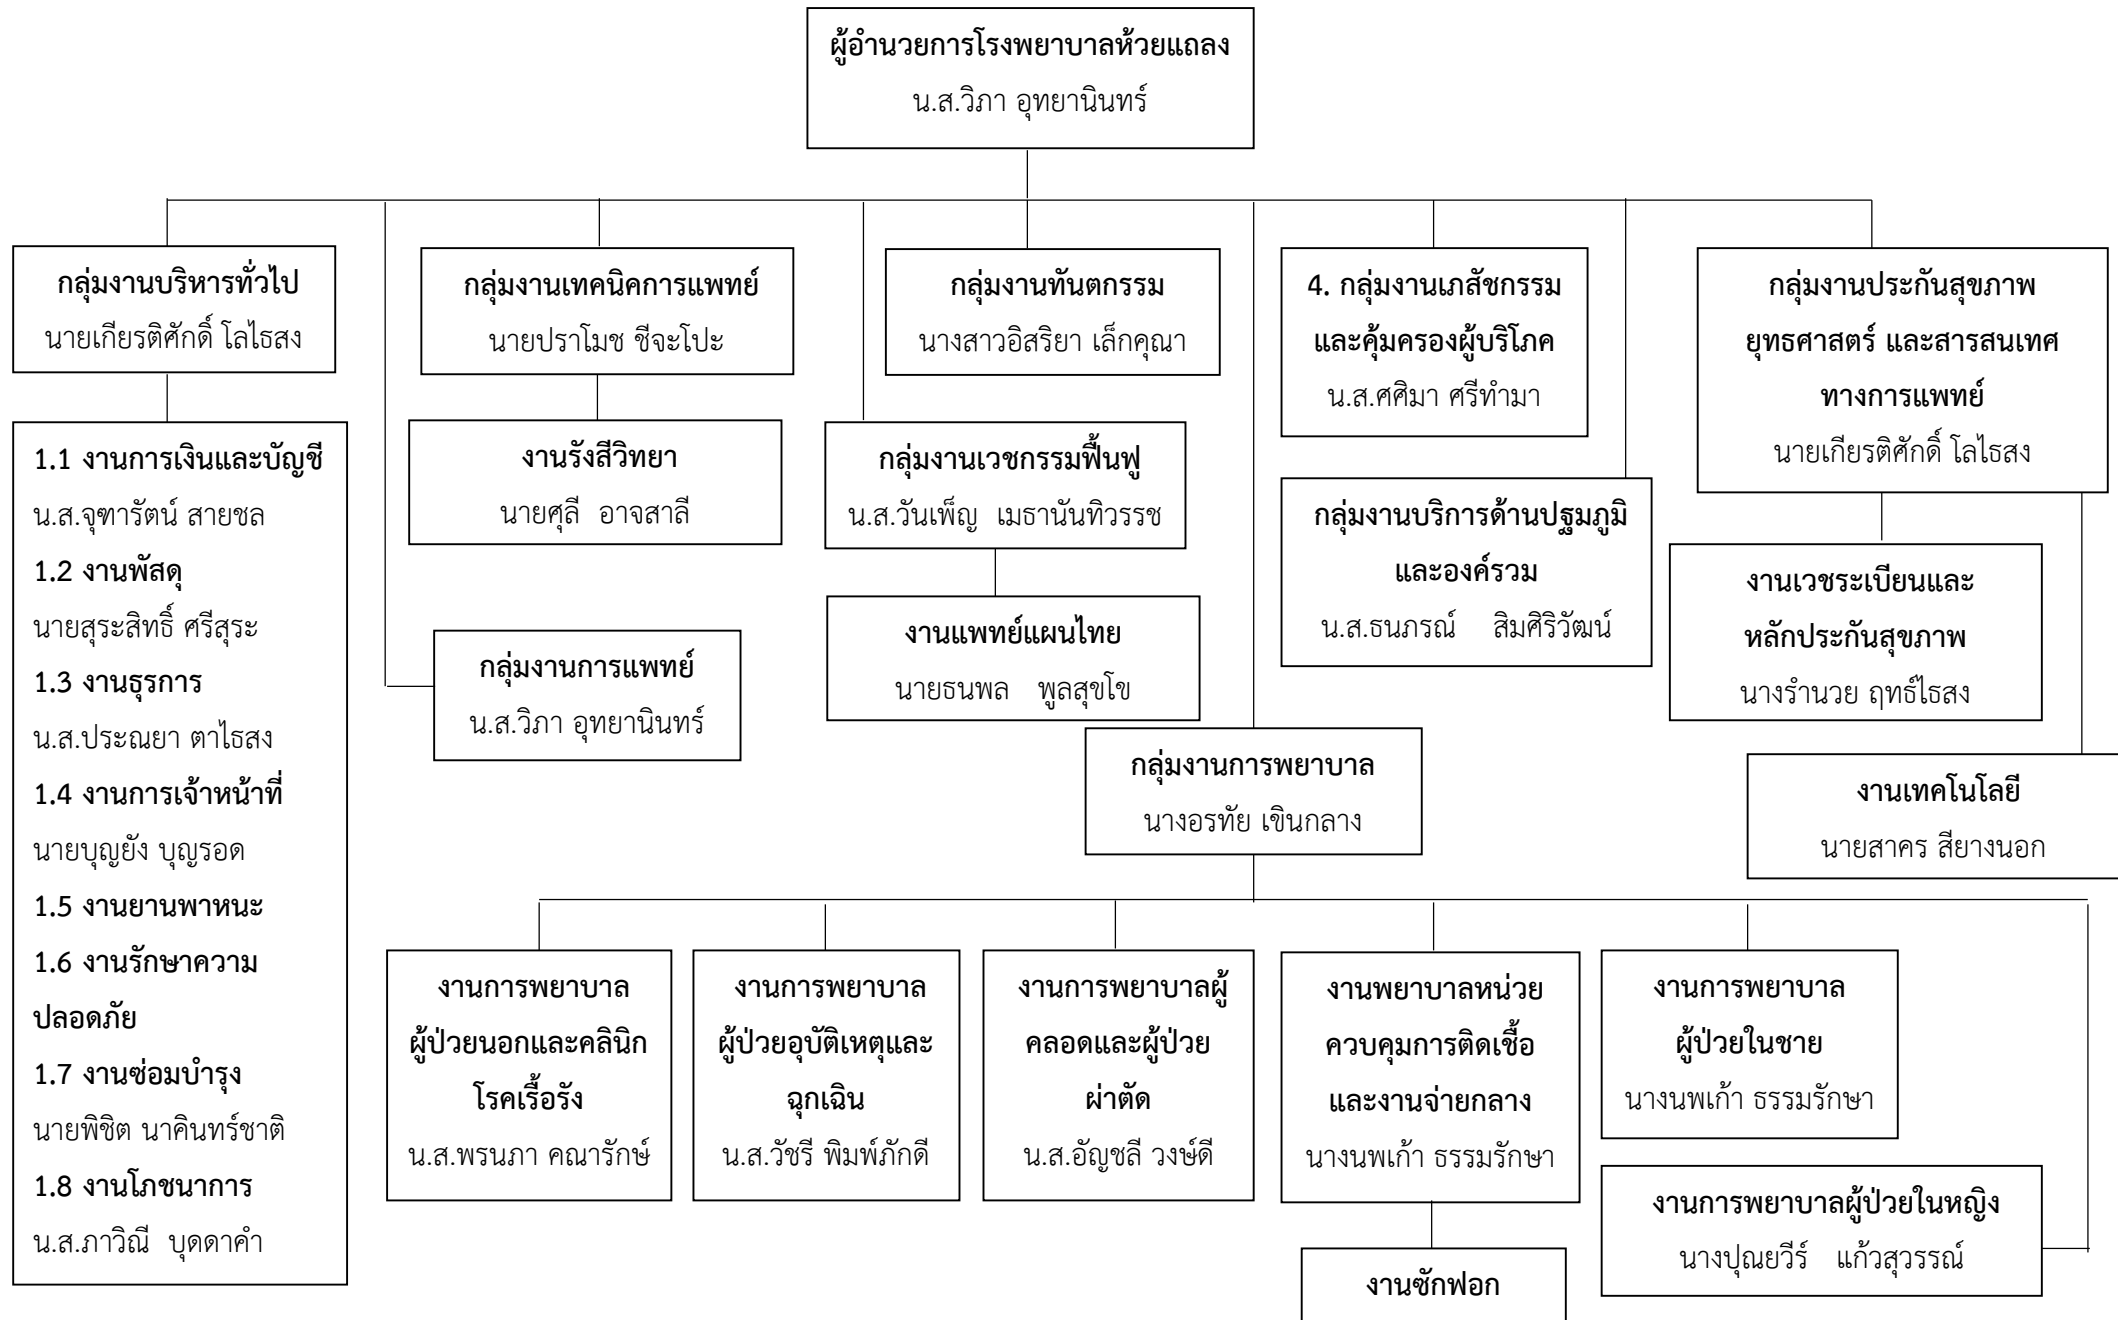 ผู้อำนวยการโรงพยาบาลห้วยแถลง
น.ส.วิภา อุทยานินทร์
กลุ่มงานบริหารทั่วไป
นายเกียรติศักดิ์ โลไธสง
1.1 งานการเงินและบัญชี
น.ส.จุฑารัตน์ สายชล
1.2 งานพัสดุ
นายสุระสิทธิ์ ศรีสุระ
1.3 งานธุรการ
น.ส.ประณยา ตาไธสง
1.4 งานการเจ้าหน้าที่
นายบุญยัง บุญรอด
1.5 งานยานพาหนะ
1.6 งานรักษาความ
ปลอดภัย
1.7 งานซ่อมบำรุง
นายพิชิต นาคินทร์ชาติ
1.8 งานโภชนาการ
น.ส.ภาวิณี บุดดาคำ
กลุ่มงานเทคนิคการแพทย์
นายปราโมช ชีจะโปะ
งานรังสีวิทยา
นายศุลี อาจสาลี
กลุ่มงานการแพทย์
น.ส.วิภา อุทยานินทร์
กลุ่มงานทันตกรรม
นางสาวอิสริยา เล็กคุณา
กลุ่มงานเวชกรรมฟื้นฟู
น.ส.วันเพ็ญ เมธานันทิวรรช
งานแพทย์แผนไทย
นายธนพล พูลสุขโข
4. กลุ่มงานเภสัชกรรม
และคุ้มครองผู้บริโภค
น.ส.ศศิมา ศรีทำมา
กลุ่มงานบริการด้านปฐมภูมิ
และองค์รวม
น.ส.ธนภรณ์ สิมศิริวัฒน์
กลุ่มงานประกันสุขภาพ
ยุทธศาสตร์ และสารสนเทศ
ทางการแพทย์
นายเกียรติศักดิ์ โลไธสง
งานเวชระเบียนและ
หลักประกันสุขภาพ
นางรำนวย ฤทธ์ไธสง
งานเทคโนโลยี
นายสาคร สียางนอก
กลุ่มงานการพยาบาล
นางอรทัย เขินกลาง
งานการพยาบาล
ผู้ป่วยนอกและคลินิก
โรคเรื้อรัง
น.ส.พรนภา คณารักษ์
งานการพยาบาล
ผู้ป่วยอุบัติเหตุและ
ฉุกเฉิน
น.ส.วัชรี พิมพ์ภักดี
งานการพยาบาลผู้
คลอดและผู้ป่วย
ผ่าตัด
น.ส.อัญชลี วงษ์ดี
งานพยาบาลหน่วย
ควบคุมการติดเชื้อ
และงานจ่ายกลาง
นางนพเก้า ธรรมรักษา
งานซักฟอก
งานการพยาบาล
ผู้ป่วยในชาย
นางนพเก้า ธรรมรักษา
งานการพยาบาลผู้ป่วยในหญิง
นางปุณยวีร์ แก้วสุวรรณ์